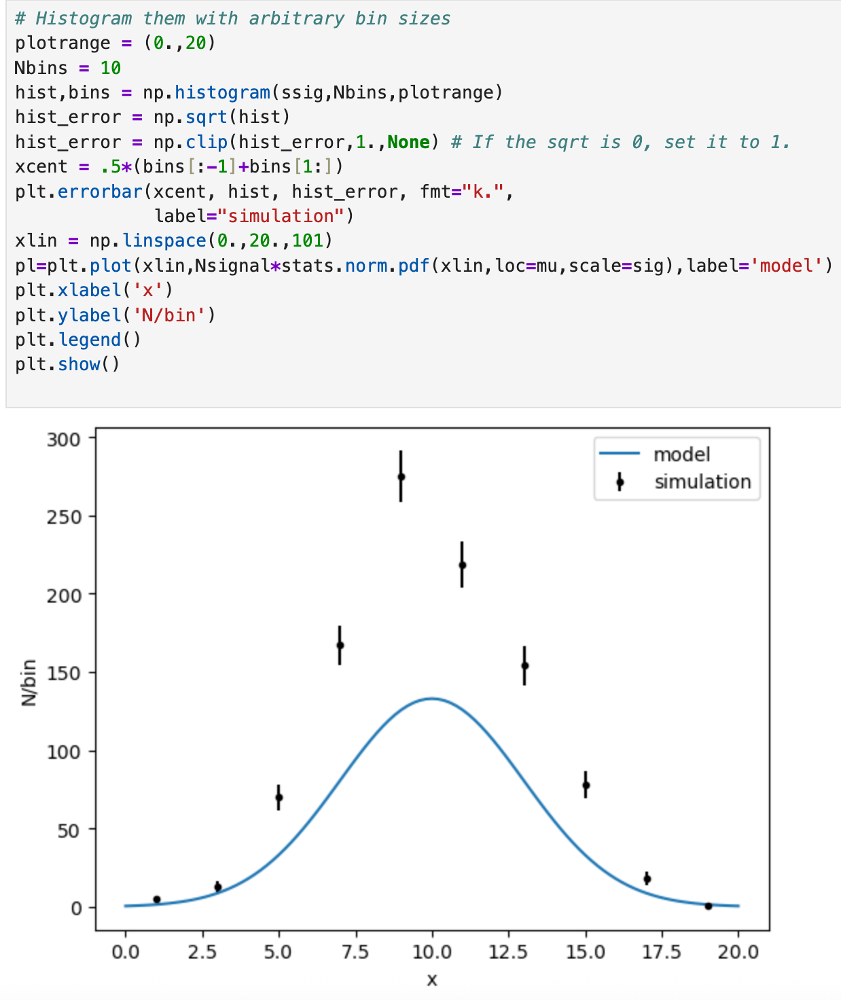 # Histogram them with arbitrary bin sizes
plotrange = (0.,20)
Nbins = 10
hist,bins = np.histogram(ssig,Nbins,plotrange)
hist_error = np.sqrt(hist)
hist_error = np.clip(hist_error,1.,None) # If the sqrt is 0, set it to 1.
xcent = .5*(bins[:-1]+bins[1:])
plt.errorbar(xcent, hist, hist_error, fmt="k.",
             label="simulation")
xlin = np.linspace(0.,20.,101)
pl=plt.plot(xlin,Nsignal*stats.norm.pdf(xlin,loc=mu,scale=sig),label='model')
plt.xlabel('x')
plt.ylabel('N/bin')
plt.legend()
plt.show()
300
250
200
150
100
50
0
N/bin
model
simulation
0.0 2.5 5.0 7.5 10.0 12.5 15.0 17.5 20.0
x